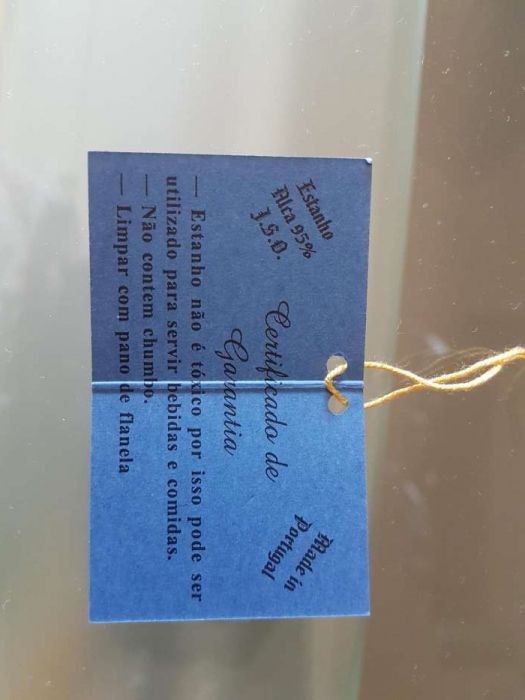 Estanho
Alta 95%
J.S.O.
Made in
Portugal
Certificado de
Garantia
— Estanho não é tóxico por isso pode ser
utilizado para servir bebidas e comidas.
— Não contem chumbo.
— Limpar com pano de flanela